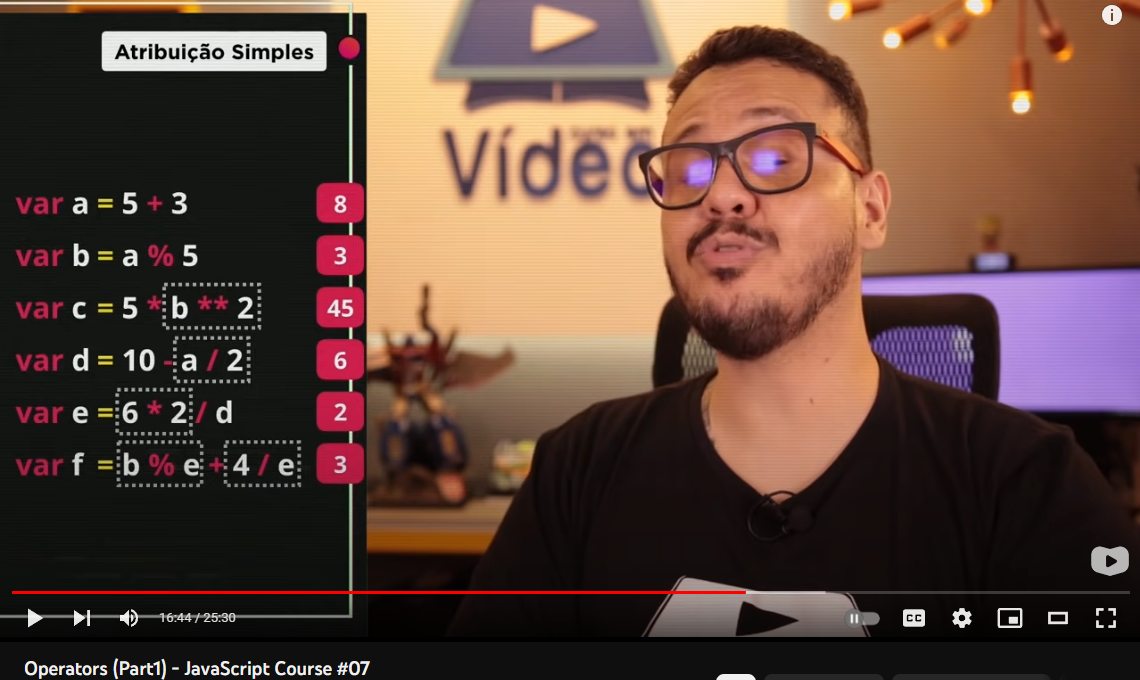 Atribuição Simples
var a = 5 + 3 8
var b = a % 5 3
var c = 5 * b ** 2 45
var d = 10 - a / 2 6
var e = 6 * 2 / d 2
var f = b % e + 4 / e 3
Vídeo
16:44 / 25:30
CC
Operators (Part1) - JavaScript Course #07